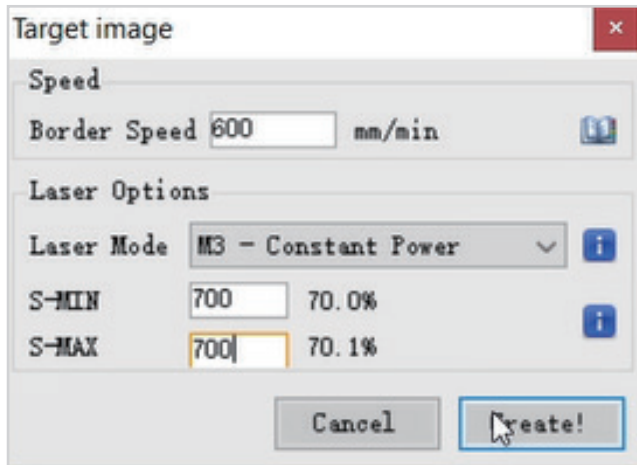 Target image
Speed
Border Speed 600 mm/min
Laser Options
Laser Mode M3 - Constant Power
S-MIN 700 70.0%
S-MAX 700 70.1%
Cancel Create!